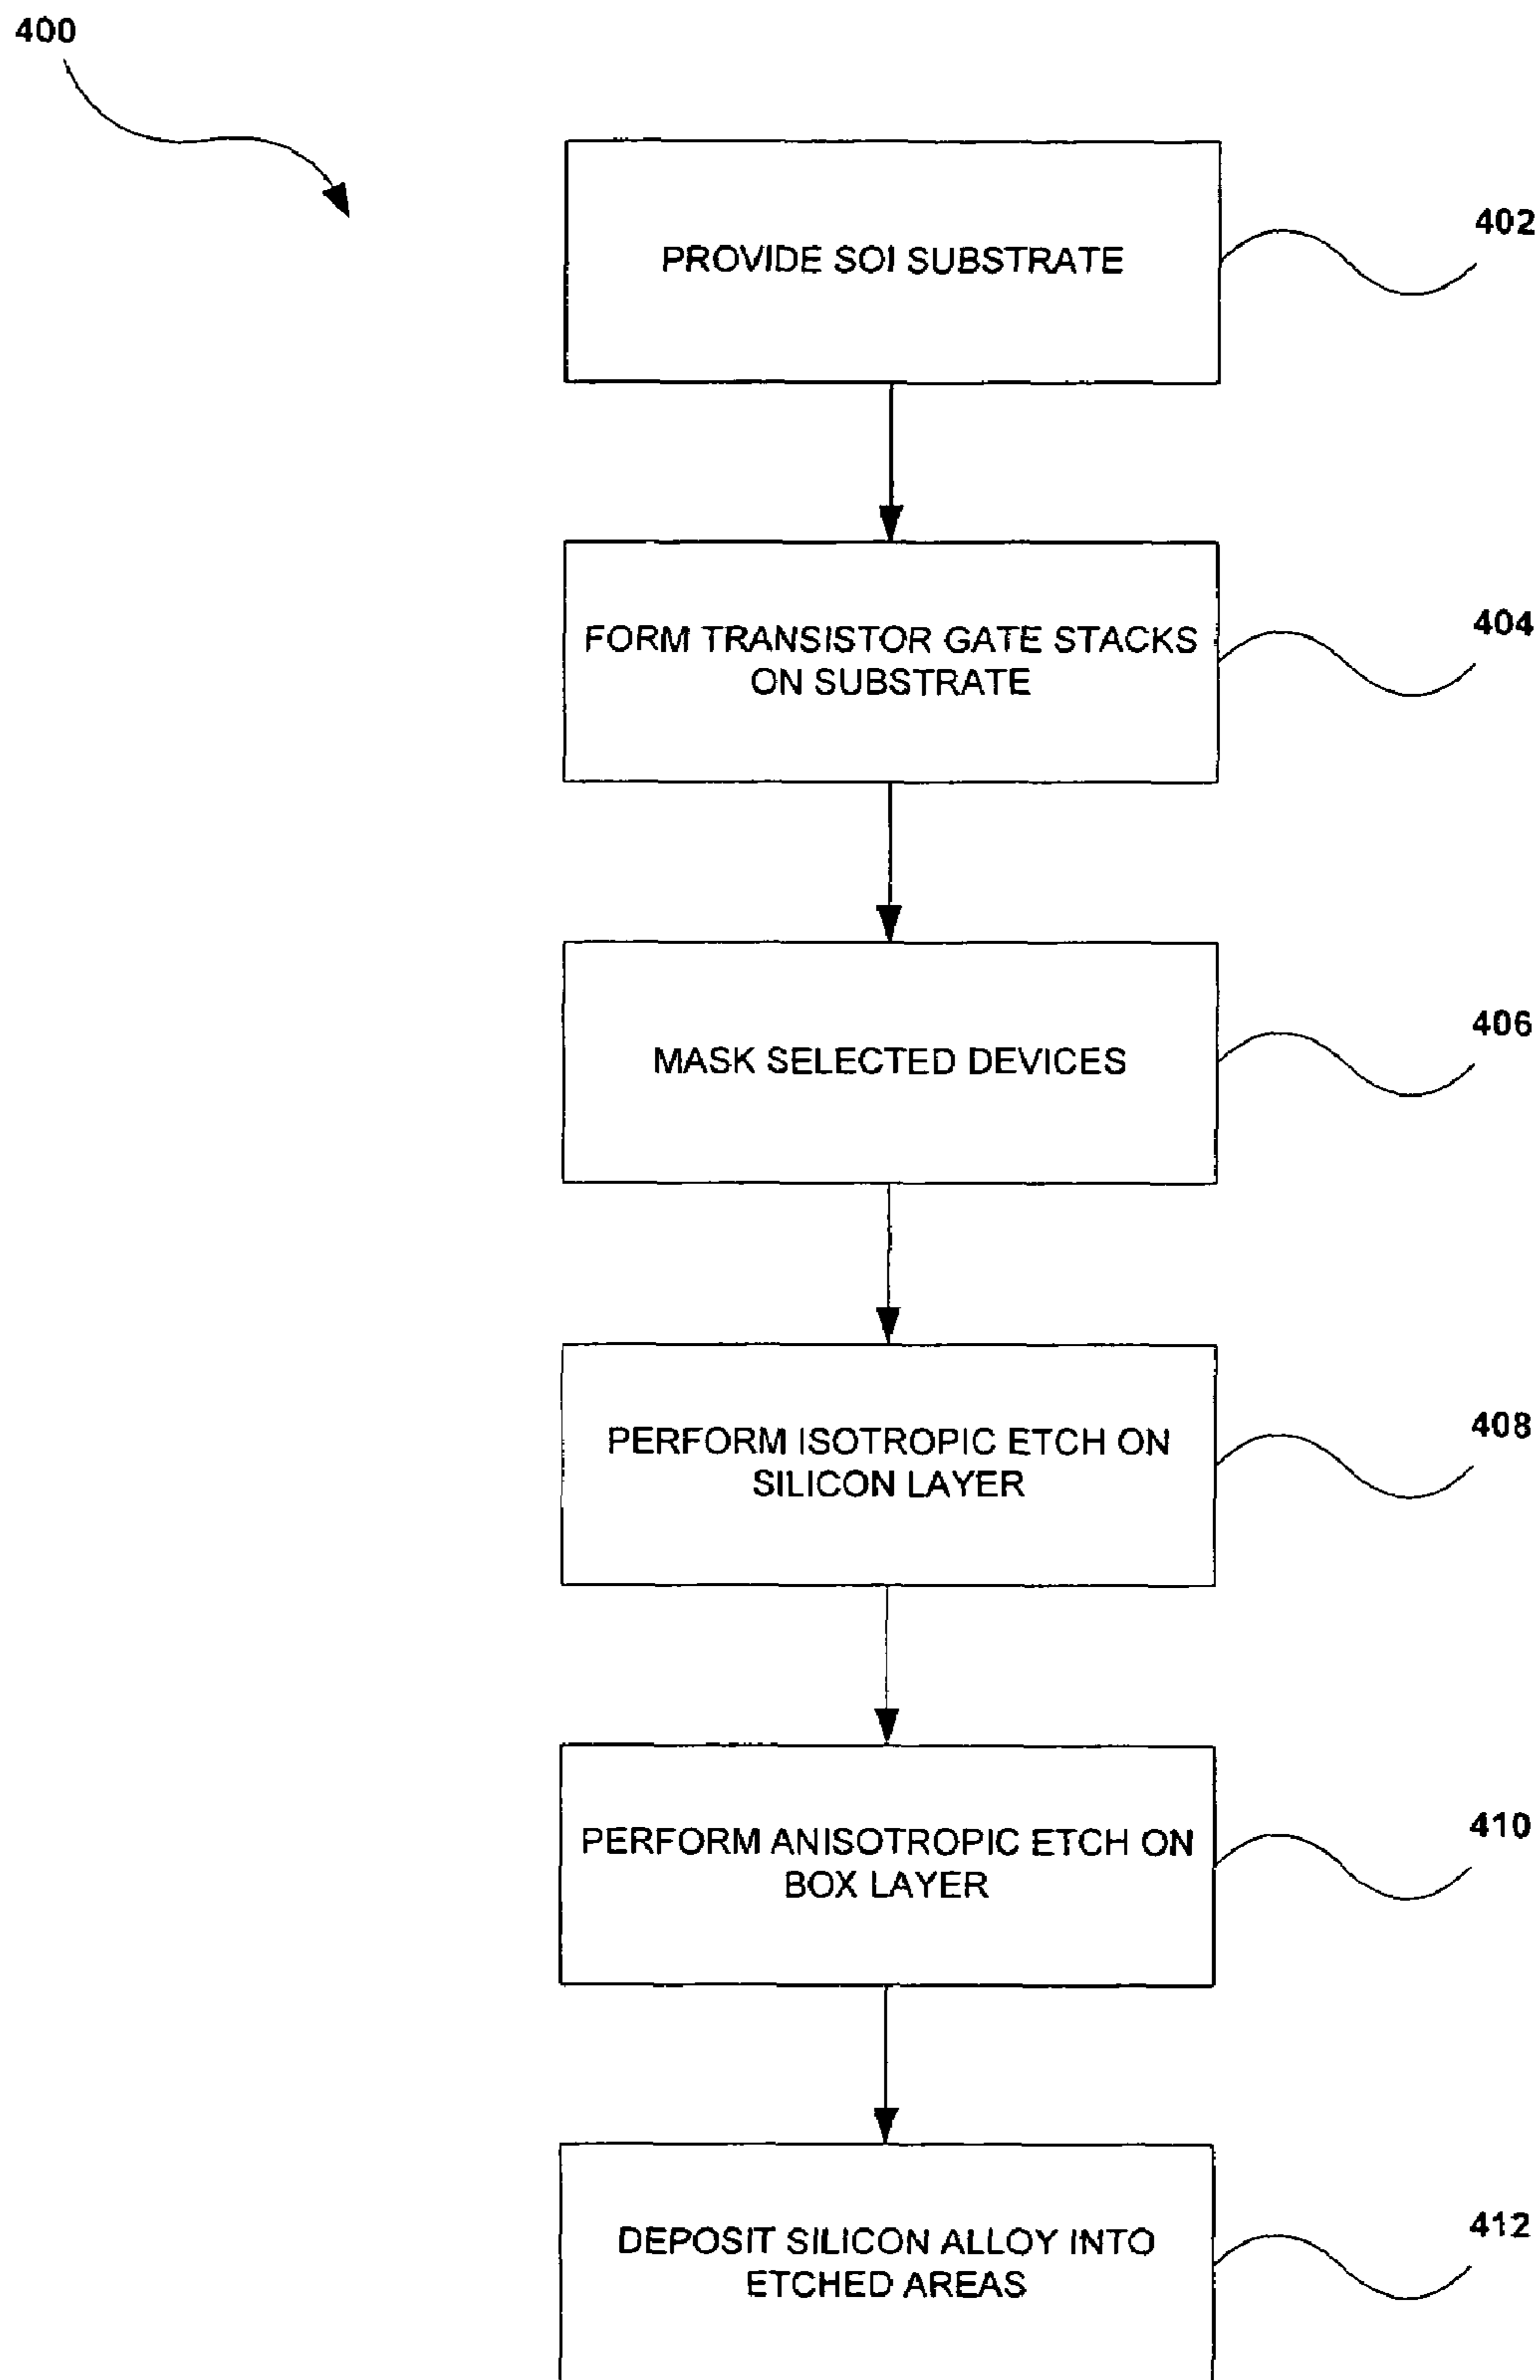 400
402
PROVIDE SOI SUBSTRATE
404
FORM TRANSISTOR GATE STACKS
ON SUBSTRATE
406
MASK SELECTED DEVICES
408
PERFORM ISOTROPIC ETCH ON
SILICON LAYER
410
PERFORM ANISOTROPIC ETCH ON
BOX LAYER
412
DEPOSIT SILICON ALLOY INTO
ETCHED AREAS